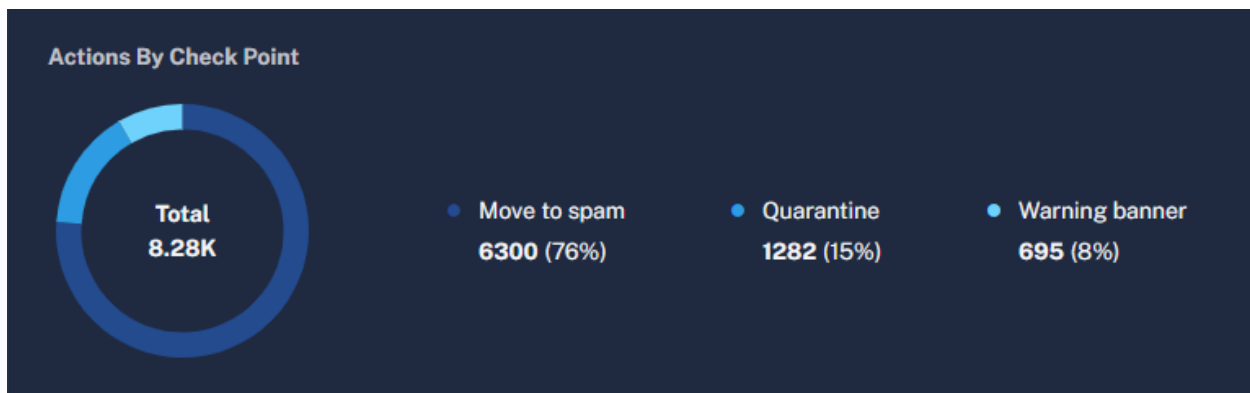 Actions By Check Point
Total
8.28K
Move to spam
6300 (76%)
Quarantine
1282 (15%)
Warning banner
695 (8%)